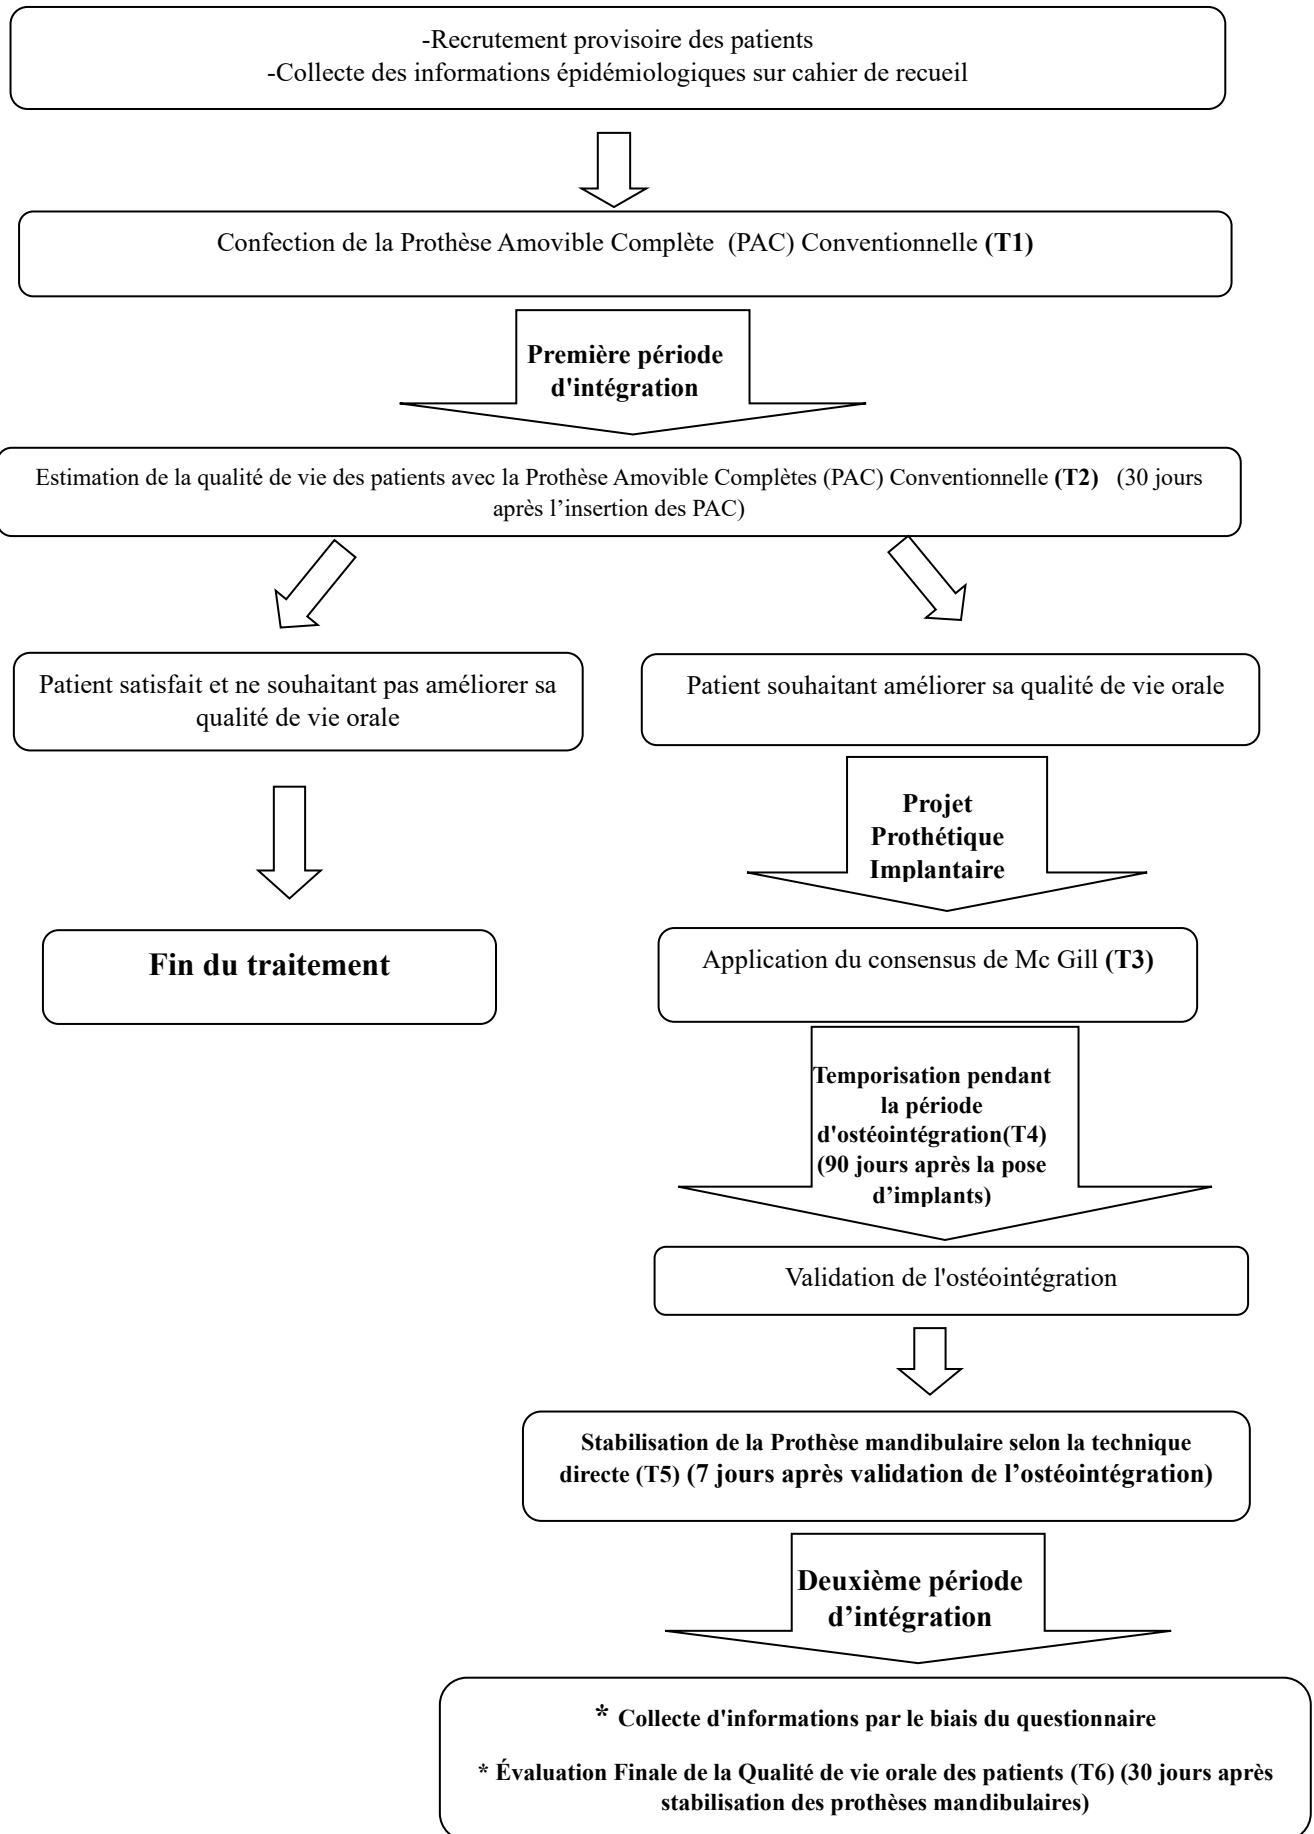 -Recrutement provisoire des patients
-Collecte des informations épidémiologiques sur cahier de recueil
Confection de la Prothèse Amovible Complète (PAC) Conventionnelle (T1)
Première période
d'intégration
Estimation de la qualité de vie des patients avec la Prothèse Amovible Complètes (PAC) Conventionnelle (T2) (30 jours
après l’insertion des PAC)
Patient satisfait et ne souhaitant pas améliorer sa
qualité de vie orale
Fin du traitement
Patient souhaitant améliorer sa qualité de vie orale
Projet
Prothétique
Implantaire
Application du consensus de Mc Gill (T3)
Temporisation pendant
la période
d'ostéointégration(T4)
(90 jours après la pose
d’implants)
Validation de l'ostéointégration
Stabilisation de la Prothèse mandibulaire selon la technique
directe (T5) (7 jours après validation de l’ostéointégration)
Deuxième période
d’intégration
* Collecte d'informations par le biais du questionnaire
* Évaluation Finale de la Qualité de vie orale des patients (T6) (30 jours après
stabilisation des prothèses mandibulaires)